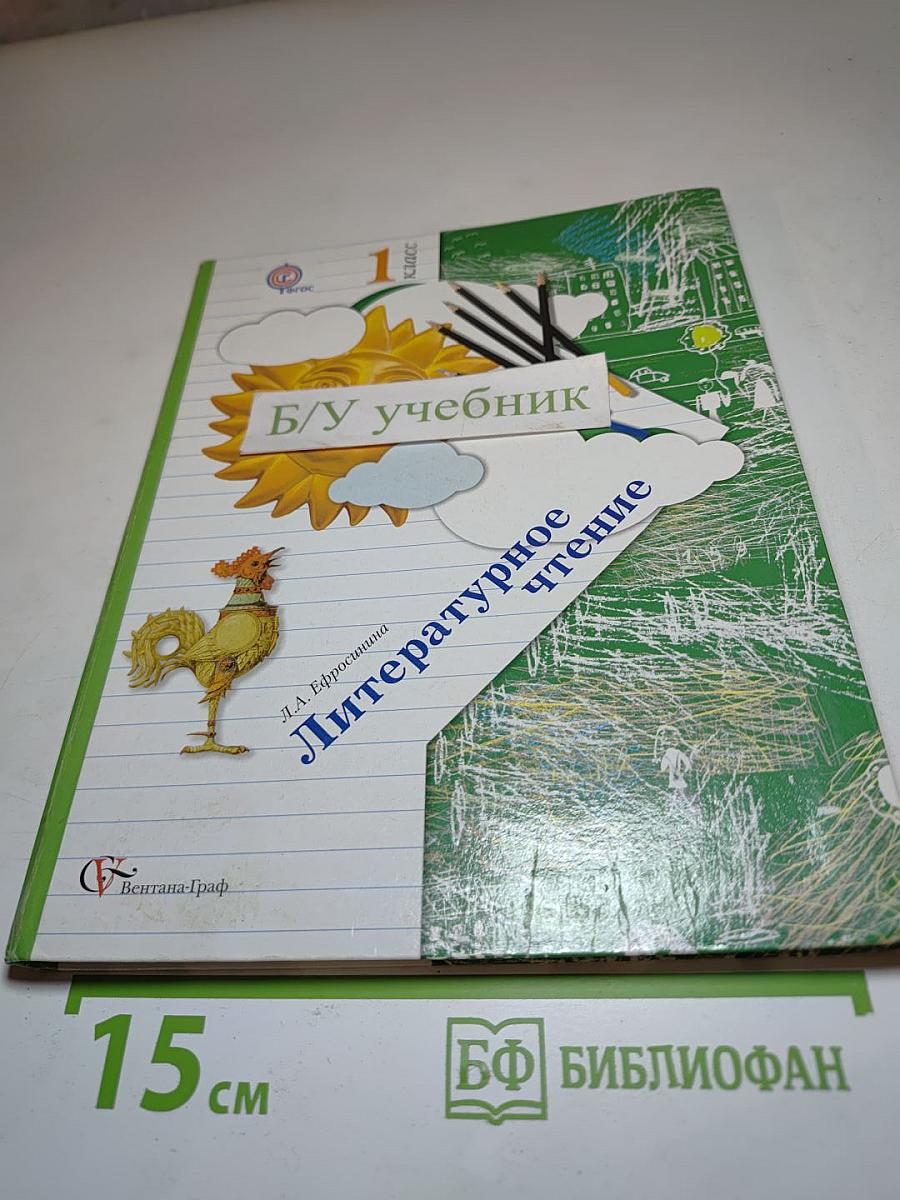 ФГОС
1 класс
Б/У учебник
Л.А. Ефросинина
Литературное
чтение
Вентана-Граф
15 см
БФ БИБЛИОФАН